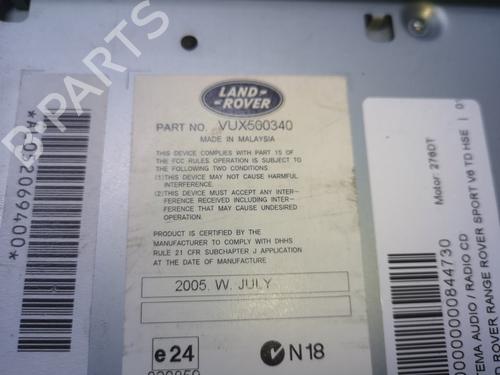 LAND
ROVER
PART NO. VUX500340
MADE IN MALAYSIA
THIS DEVICE COMPLIES WITH PART 15 OF
THE FCC RULES OPERATION IS SUBJECT TO
THE FOLLOWING TWO CONDITIONS
(1)THIS DEVICE MAY NOT CAUSE HARMFUL
INTERFERENCE.
(2)THIS DEVICE MUST ACCEPT ANY INTER-
FERENCE RECEIVED INCLUDING INTER-
FERENCE THAT MAY CAUSE UNDESIRED
OPERATION.
PRODUCT IS CERTIFIED BY THE
MANUFACTURER TO COMPLY WITH DHHS
RULE 21 CFR SUBCHAPTER J APPLICATION
AT THE DATE OF MANUFACTURE
2005. W. JULY
e24
N18
B-PARTS
Motor: 276DT
ROVER RANGE ROVER SPORT V8 TD HSE
TEMA AUDIO / RADIO CD
00000000844730